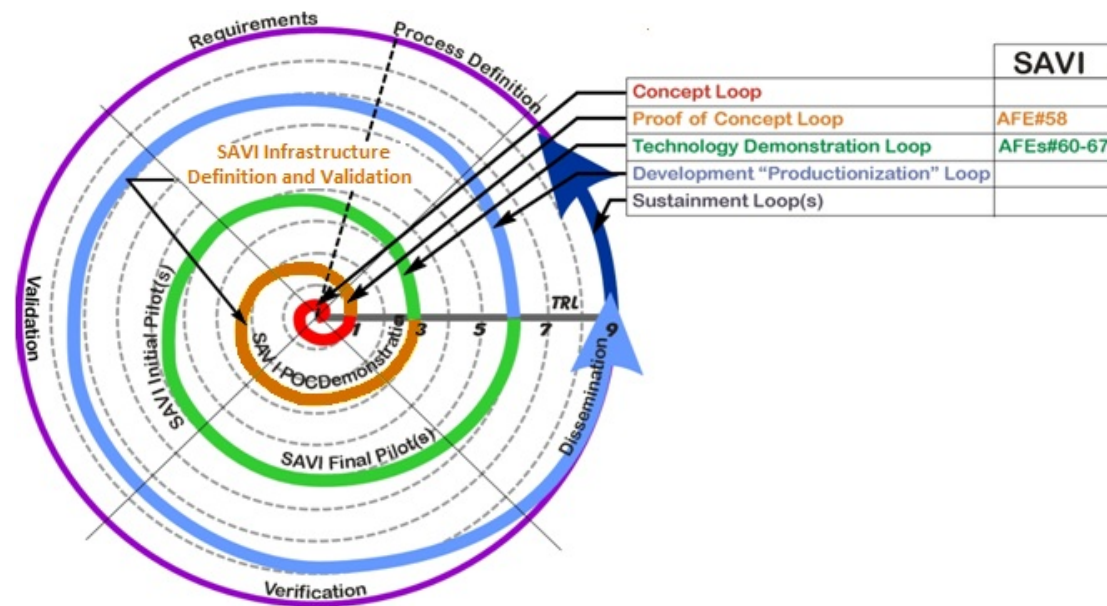 Requirements
Process Definition
SAVI
Concept Loop
Proof of Concept Loop AFE#58
Technology Demonstration Loop AFEs#60-67
Development “Productionization” Loop
Sustainment Loop(s)
SAVI Infrastructure
Definition and Validation
Validation
SAVI Initial Pilot(s)
TRL
1 3 5 7 9
SAVI POCDemonstratio
SAVI Final Pilot(s)
Dissemination
Verification